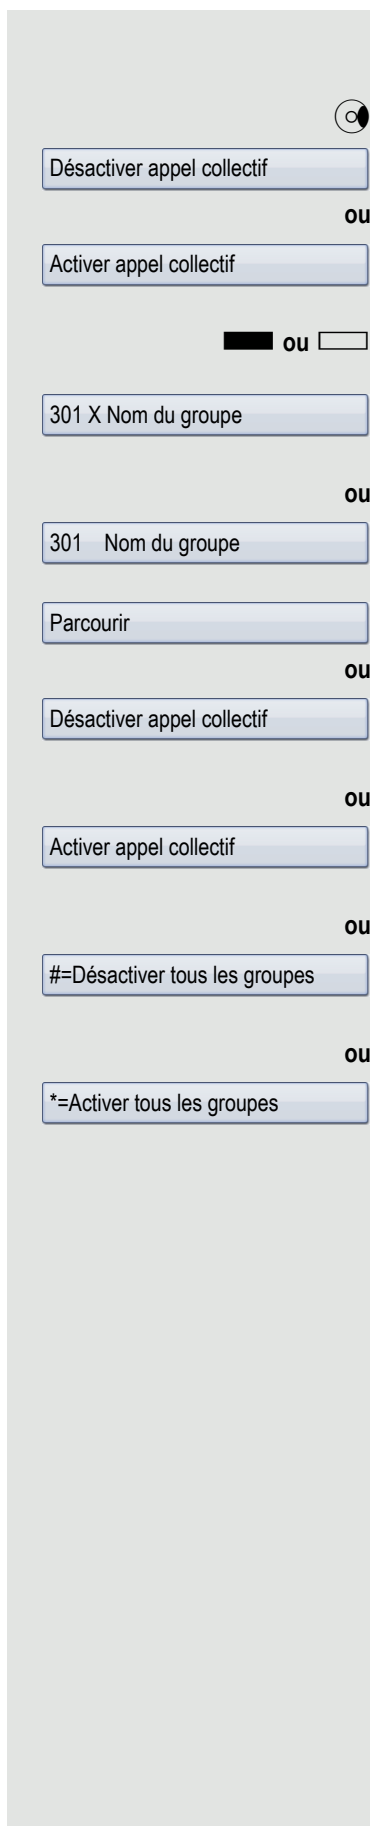 Désactiver appel collectif
ou
Activer appel collectif
ou
301 X Nom du groupe
ou
301 Nom du groupe
Parcourir
ou
Désactiver appel collectif
ou
Activer appel collectif
ou
#=Désactiver tous les groupes
ou
*=Activer tous les groupes